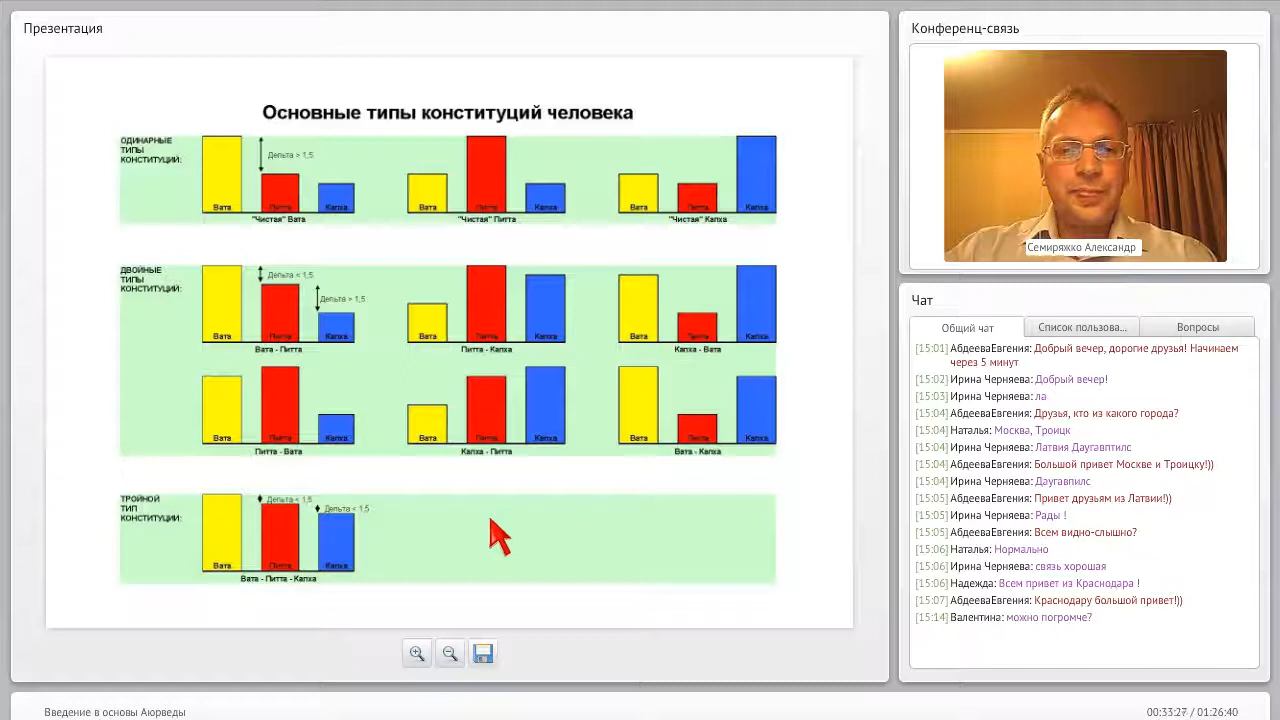 Презентация
Основные типы конституций человека
ОДИНАРНЫЕ
ТИПЫ
КОНСТИТУЦИИ:
Дельта > 1,5
Вата Питта Капха
Вата Питта Капха
Вата Питта Капха
"Чистая" Вата
"Чистая" Питта
"Чистая" Капха
ДВОЙНЫЕ
ТИПЫ
КОНСТИТУЦИИ:
Дельта < 1,5
Дельта > 1,5
Вата Питта Капха
Вата Питта Капха
Вата Питта Капха
Вата - Питта
Питта - Капха
Капха - Вата
Вата Питта Капха
Вата Питта Капха
Вата Питта Капха
Питта - Вата
Капха - Питта
Вата - Капха
ТРОЙНОЙ
ТИП
КОНСТИТУЦИИ:
Дельта < 1,5
Дельта < 1,5
Вата Питта Капха
Вата - Питта - Капха
Конференц-связь
Семиряжко Александр
Чат
Общий чат
Список пользова...
Вопросы
[15:01] АбдееваЕвгения: Добрый вечер, дорогие друзья! Начинаем
через 5 минут
[15:02] Ирина Черняева: Добрый вечер!
[15:03] Ирина Черняева: ла
[15:04] АбдееваЕвгения: Друзья, кто из какого города?
[15:04] Наталья: Москва, Троицк
[15:04] Ирина Черняева: Латвия Даугавптилс
[15:04] АбдееваЕвгения: Большой привет Москве и Троицку!))
[15:04] Ирина Черняева: Даугавпилс
[15:05] АбдееваЕвгения: Привет друзьям из Латвии!))
[15:05] Ирина Черняева: Рады !
[15:05] АбдееваЕвгения: Всем видно-слышно?
[15:06] Наталья: Нормально
[15:06] Ирина Черняева: связь хорошая
[15:06] Надежда: Всем привет из Краснодара !
[15:07] АбдееваЕвгения: Краснодару большой привет!))
[15:14] Валентина: можно погромче?
Введение в основы Аюрведы
00:33:27 / 01:26:40